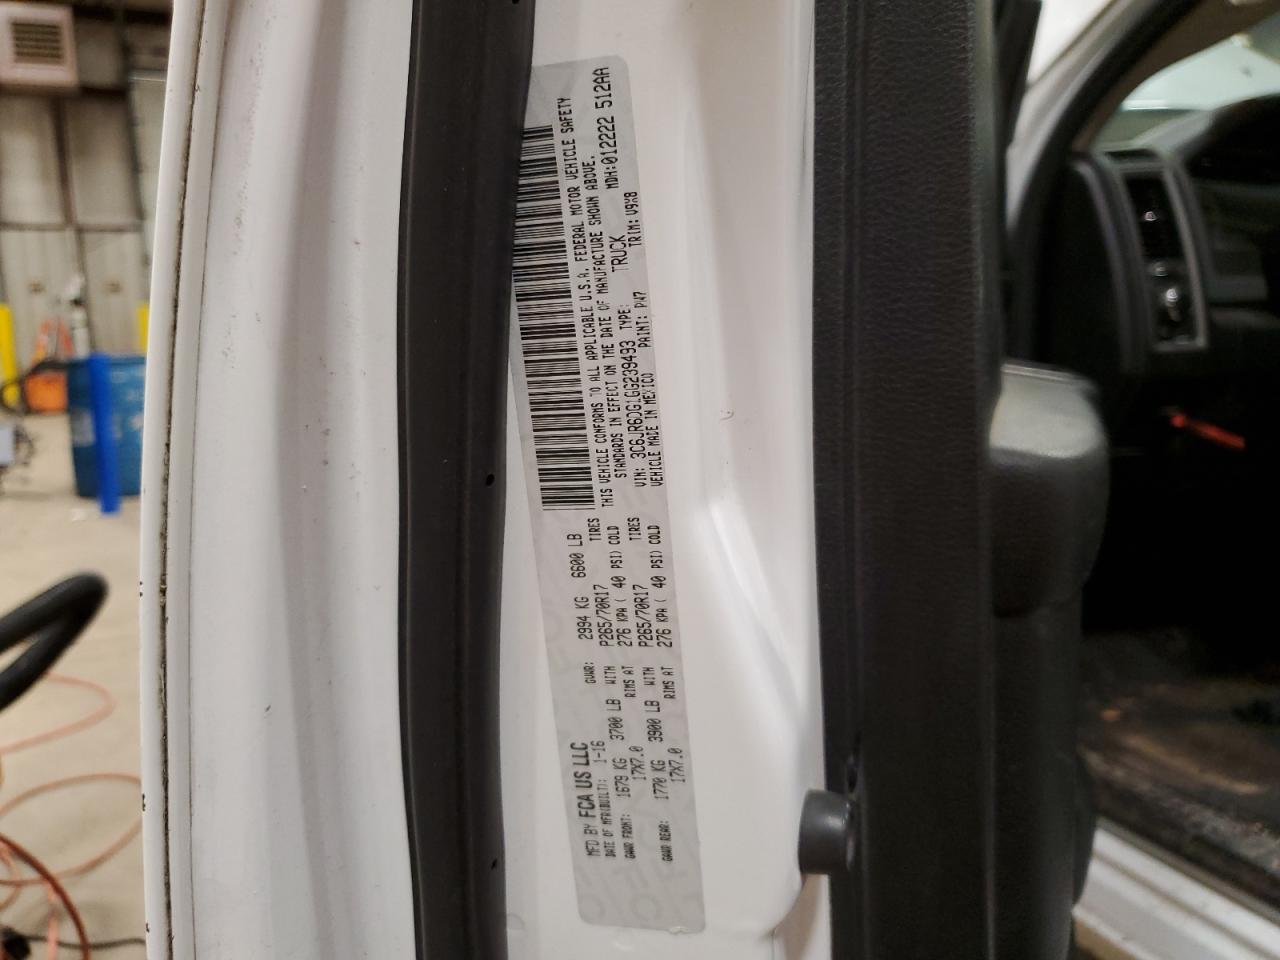 MFD BY FCA US LLC
DATE OF MFR(BUILT): 1-16 GVWR: 2994 KG 6600 LB
GAWR FRONT: 1679 KG 3700 LB WITH P265/70R17 TIRES
17X7.0 RIMS AT 276 KPA ( 40 PSI) COLD
GAWR REAR: 1770 KG 3900 LB WITH P265/70R17 TIRES
17X7.0 RIMS AT 276 KPA ( 40 PSI) COLD
THIS VEHICLE CONFORMS TO ALL APPLICABLE U.S.A. FEDERAL MOTOR VEHICLE SAFETY
STANDARDS IN EFFECT ON THE DATE OF MANUFACTURE SHOWN ABOVE.
VIN: 3C6JR6DG1GG239493 TYPE: TRUCK MDH:012222 512AA
VEHICLE MADE IN MEXICO PAINT: PW7 TRIM: V9X8